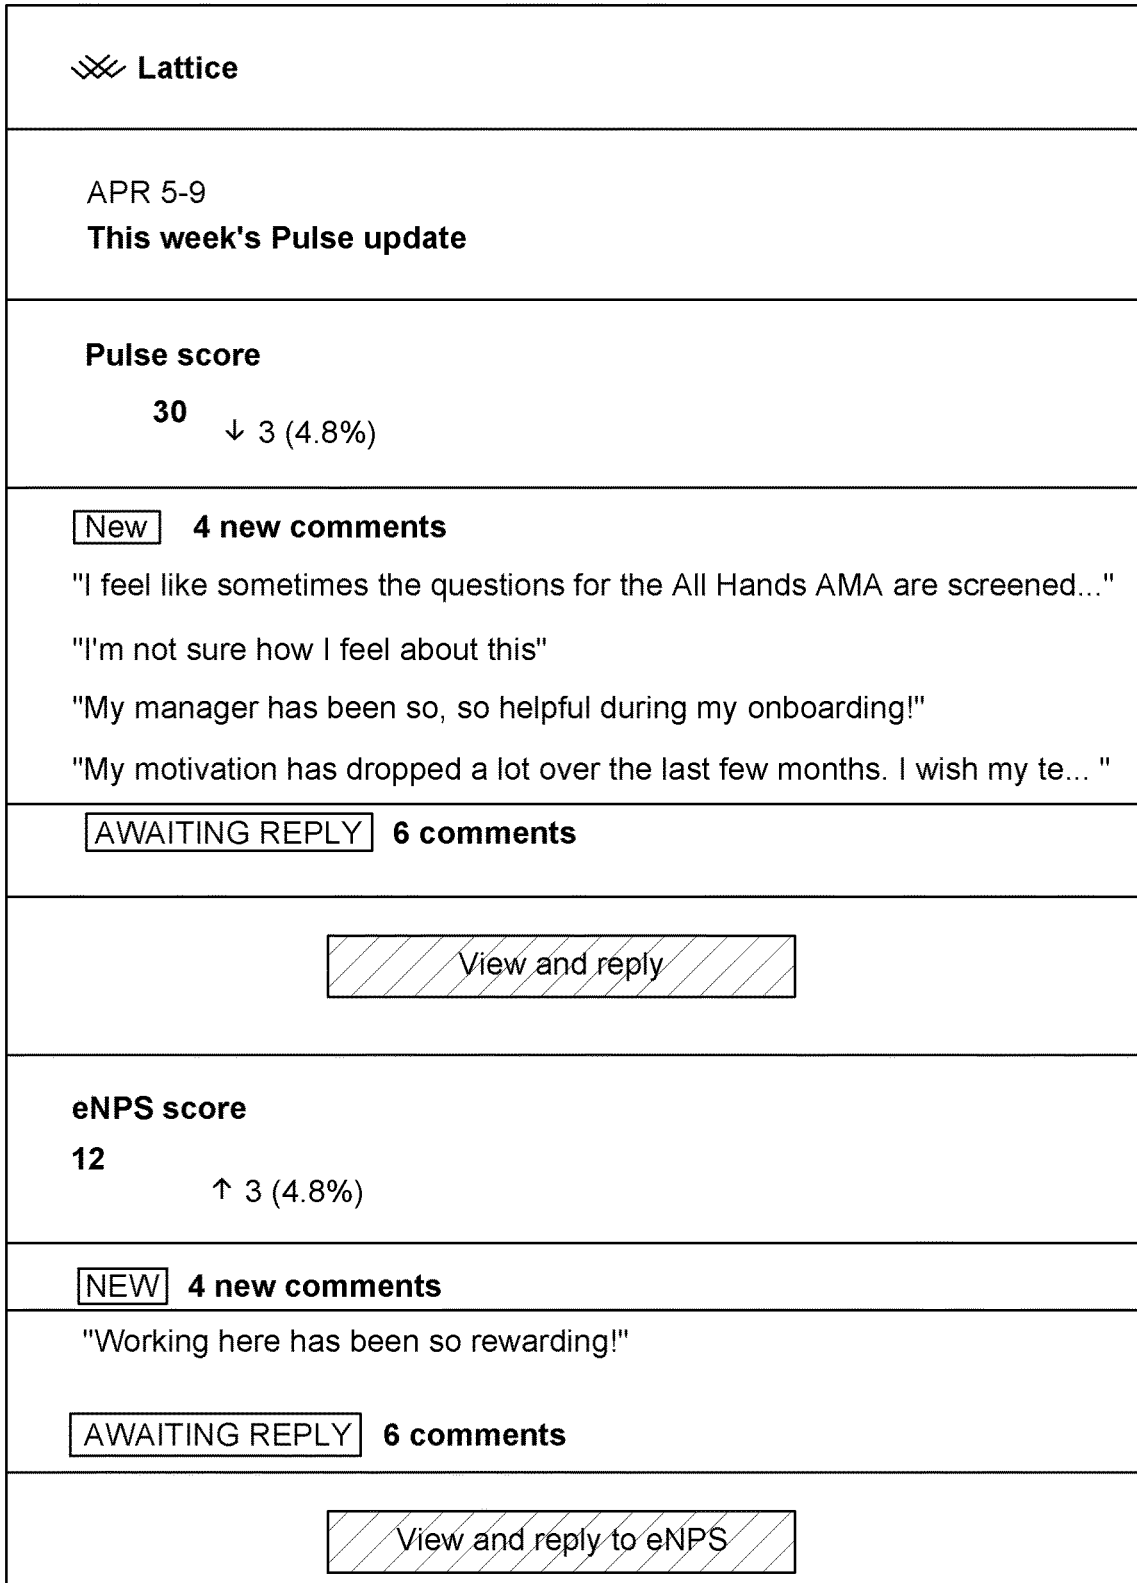 Lattice
APR 5-9
This week's Pulse update
Pulse score
30
↓ 3 (4.8%)
New 4 new comments
"I feel like sometimes the questions for the All Hands AMA are screened..."
"I'm not sure how I feel about this"
"My manager has been so, so helpful during my onboarding!"
"My motivation has dropped a lot over the last few months. I wish my te... "
AWAITING REPLY 6 comments
View and reply
eNPS score
12
↑ 3 (4.8%)
NEW 4 new comments
"Working here has been so rewarding!"
AWAITING REPLY 6 comments
View and reply to eNPS